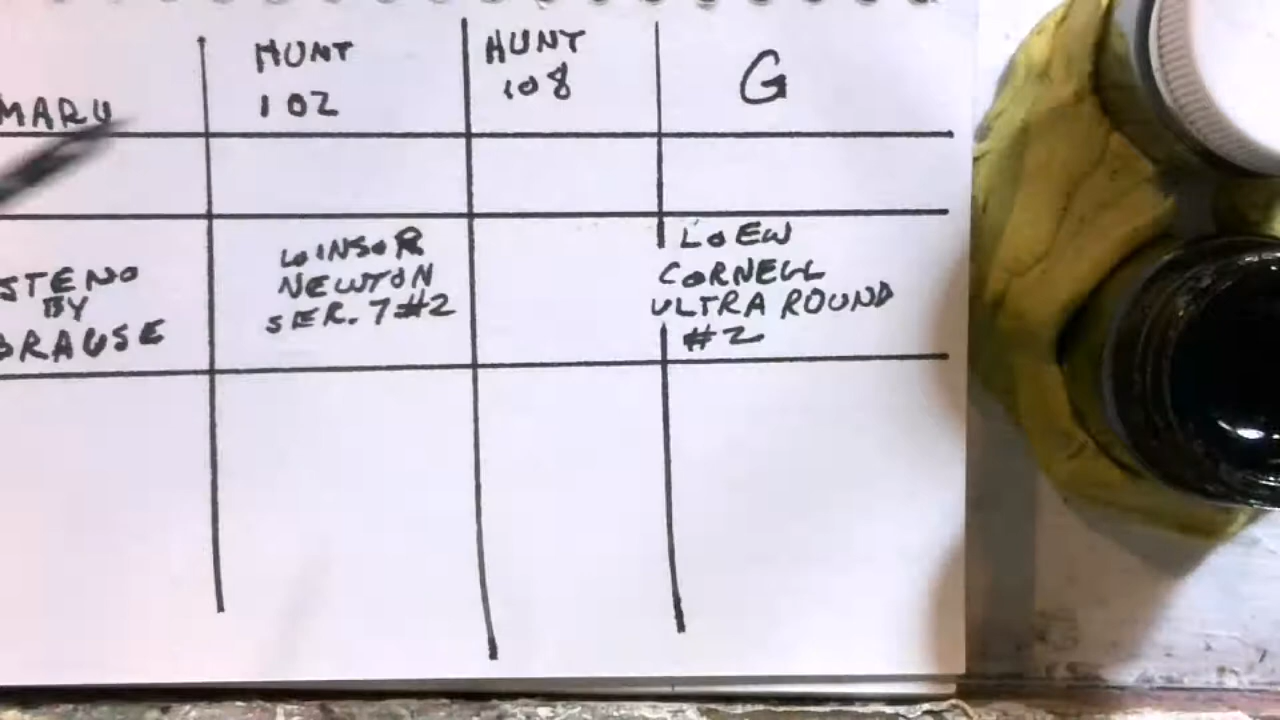 MARU
HUNT
102
HUNT
108
G
STENO
BY
BRAUSE
WINSOR
NEWTON
SER. 7 #2
LOEW
CORNELL
ULTRA ROUND
#2